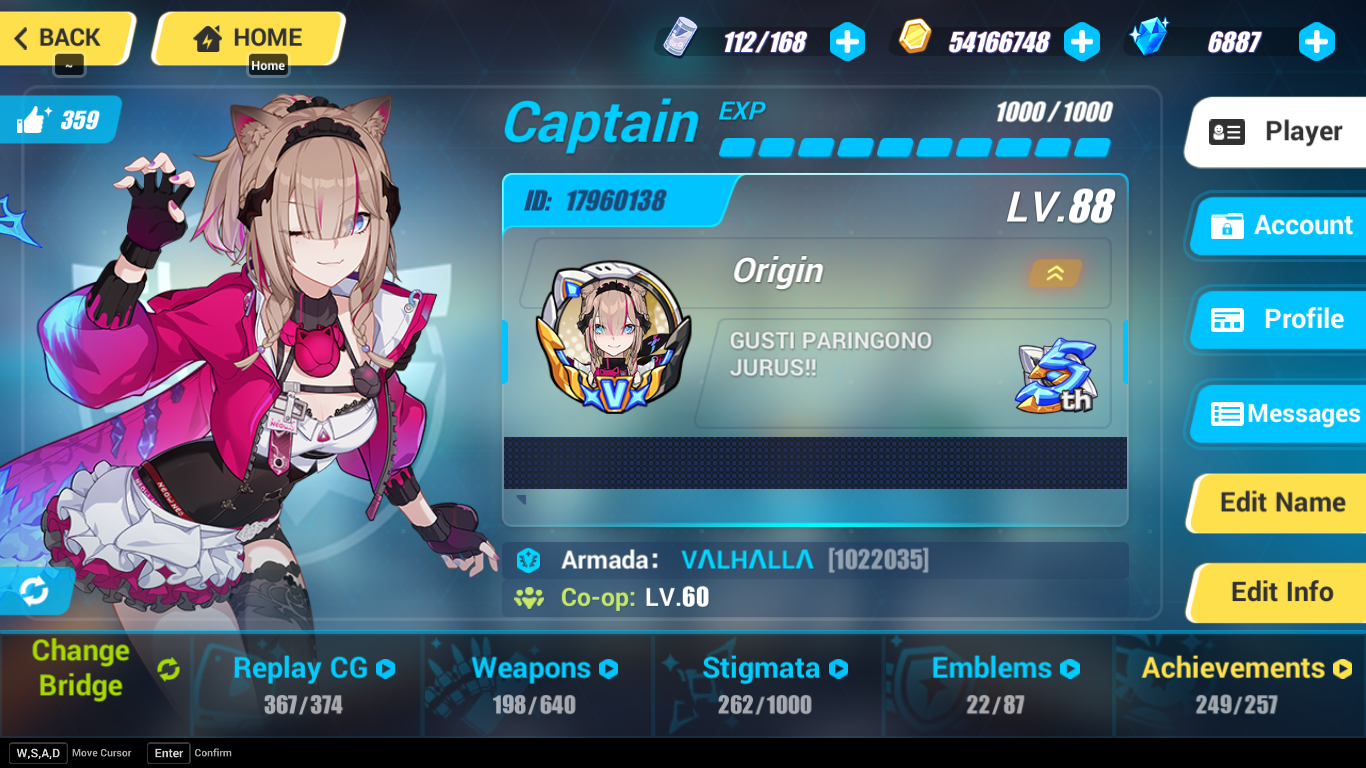 BACK
~
HOME
Home
112/168
54166748
6887
359
Captain
EXP
1000/1000
ID: 17960138
LV.88
Origin
GUSTI PARINGONO
JURUS!!
V
5th
Armada: VΛLHΛLLΛ [1022035]
Co-op: LV.60
Player
Account
Profile
Messages
Edit Name
Edit Info
Change
Bridge
Replay CG
367/374
Weapons
198/640
Stigmata
262/1000
Emblems
22/87
Achievements
249/257
W,S,A,D Move Cursor
Enter Confirm